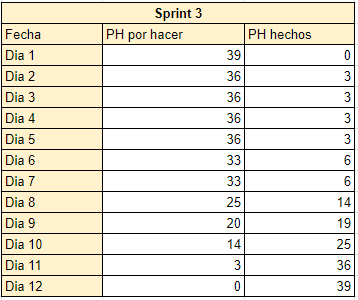 Sprint 3
Fecha PH por hacer PH hechos
Dia 1 39 0
Dia 2 36 3
Dia 3 36 3
Dia 4 36 3
Dia 5 36 3
Dia 6 33 6
Dia 7 33 6
Dia 8 25 14
Dia 9 20 19
Dia 10 14 25
Dia 11 3 36
Dia 12 0 39